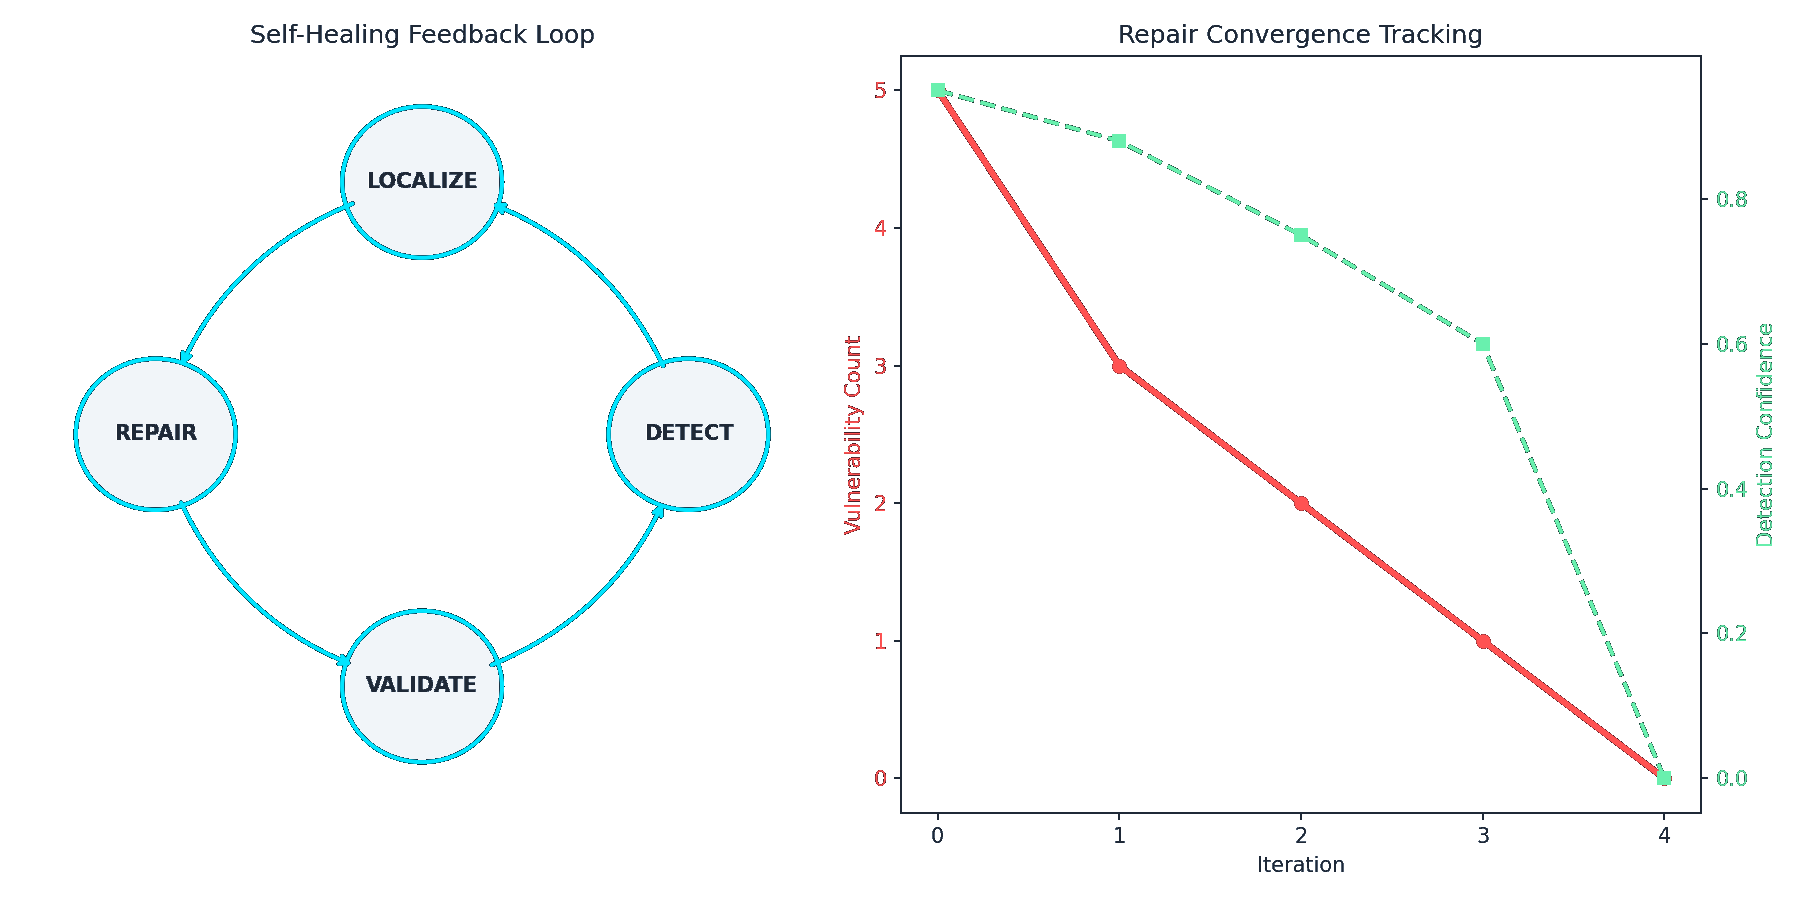 Self-Healing Feedback Loop
LOCALIZE
REPAIR
DETECT
VALIDATE
Repair Convergence Tracking
Vulnerability Count
5
4
3
2
1
0
0.8
0.6
0.4
0.2
0.0
Detection Confidence
0 1 2 3 4
Iteration